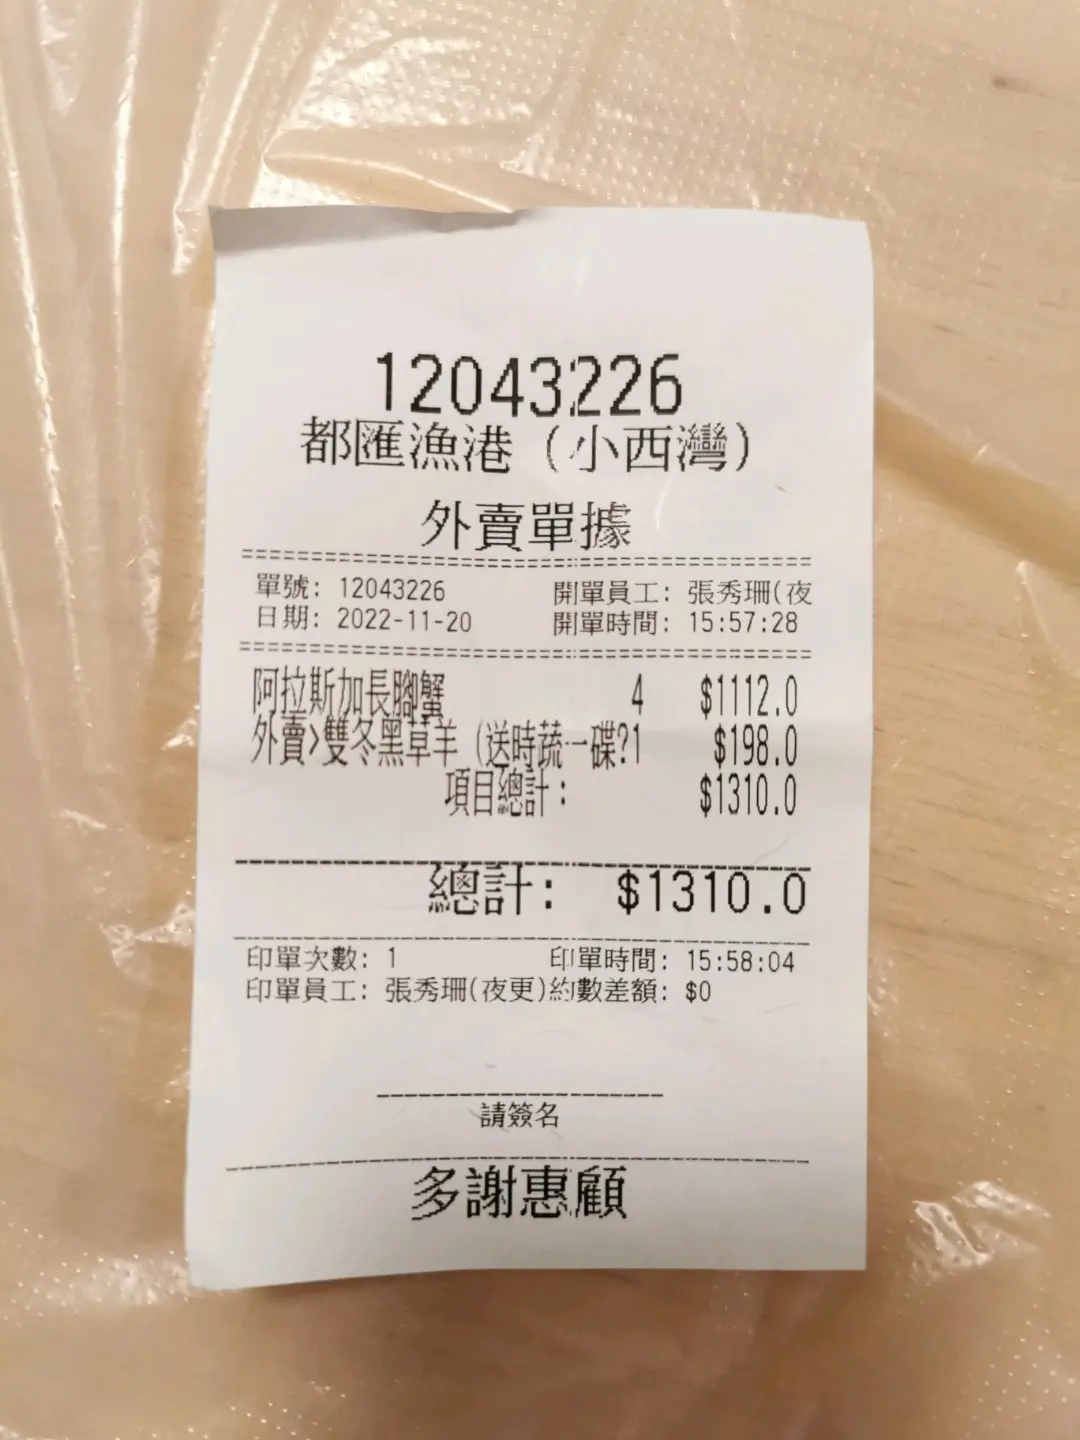 12043226
都匯漁港（小西灣）
外賣單據
單號: 12043226 開單員工: 張秀珊(夜
日期: 2022-11-20 開單時間: 15:57:28
阿拉斯加長腳蟹 4 $1112.0
外賣>雙冬黑草羊（送時蔬一碟?1 $198.0
項目總計： $1310.0
總計: $1310.0
印單次數: 1 印單時間: 15:58:04
印單員工: 張秀珊(夜更)約數差額: $0
請簽名
多謝惠顧